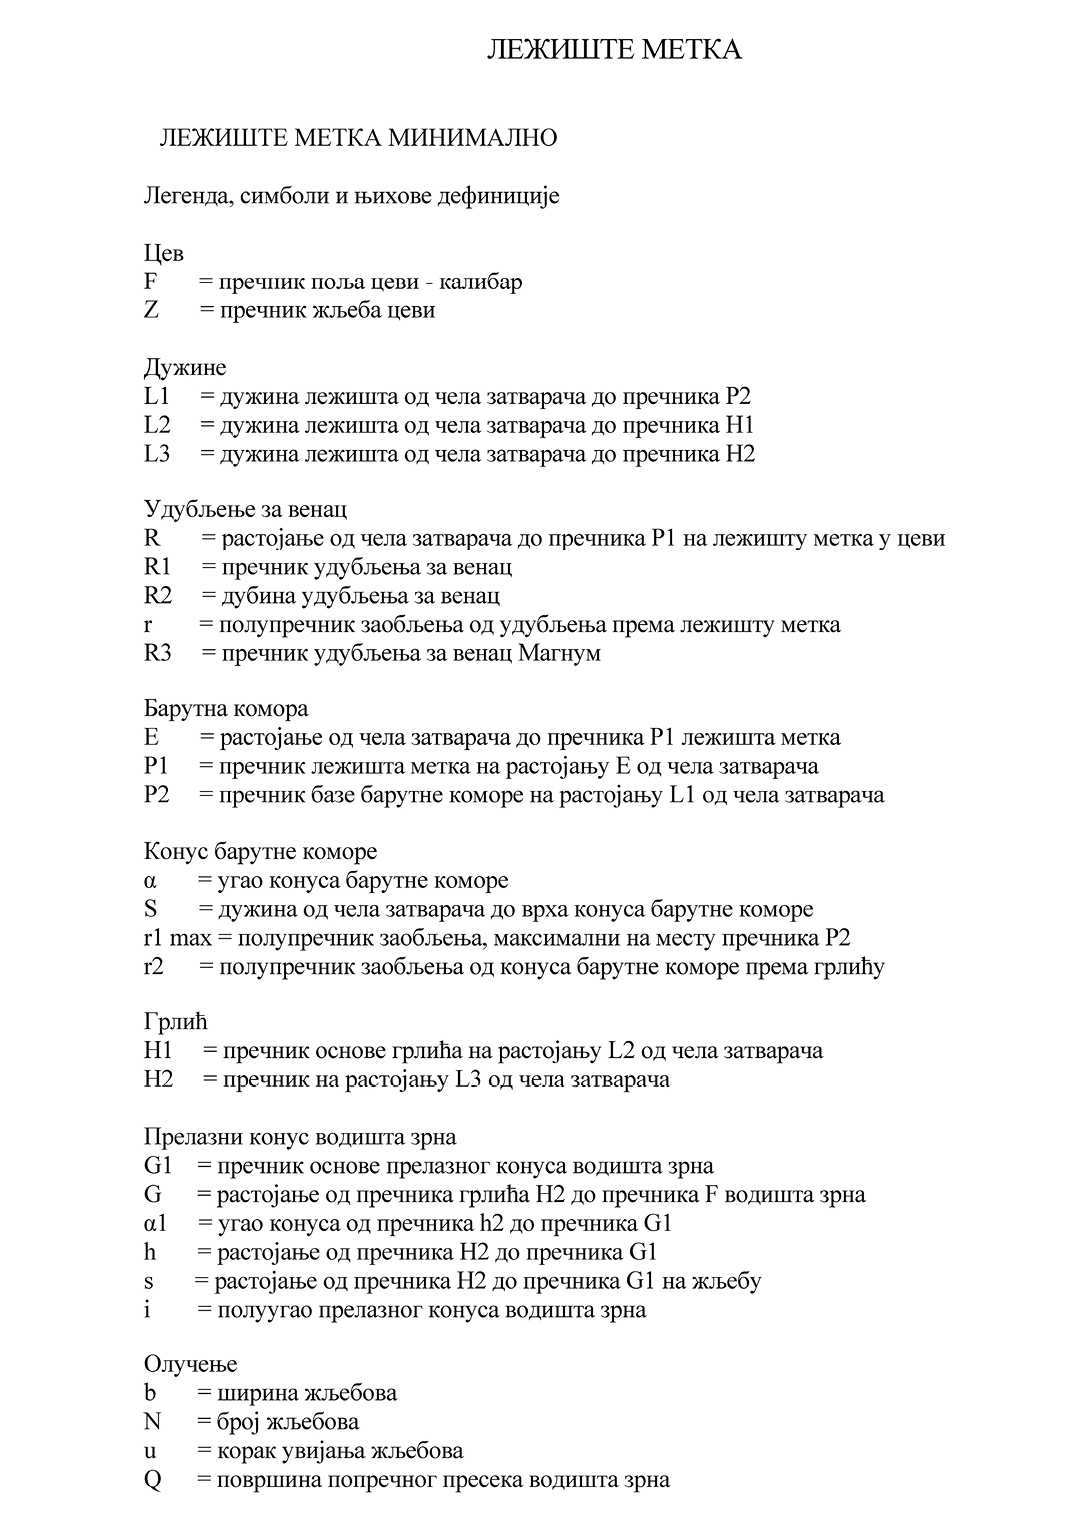 ЛЕЖИШТЕ МЕТКА
ЛЕЖИШТЕ МЕТКА МИНИМАЛНО
Легенда, симболи и њихове дефиниције
Цев
F = пречник поља цеви - калибар
Z = пречник жљеба цеви
Дужине
L1 = дужина лежишта од чела затварача до пречника P2
L2 = дужина лежишта од чела затварача до пречника H1
L3 = дужина лежишта од чела затварача до пречника H2
Удубљење за венац
R = растојање од чела затварача до пречника P1 на лежишту метка у цеви
R1 = пречник удубљења за венац
R2 = дубина удубљења за венац
r = полупречник заобљења од удубљења према лежишту метка
R3 = пречник удубљења за венац Магнум
Барутна комора
E = растојање од чела затварача до пречника P1 лежишта метка
P1 = пречник лежишта метка на растојању E од чела затварача
P2 = пречник базе барутне коморе на растојању L1 од чела затварача
Конус барутне коморе
α = угао конуса барутне коморе
S = дужина од чела затварача до врха конуса барутне коморе
r1 max = полупречник заобљења, максимални на месту пречника P2
r2 = полупречник заобљења од конуса барутне коморе према грлићу
Грлић
H1 = пречник основе грлића на растојању L2 од чела затварача
H2 = пречник на растојању L3 од чела затварача
Прелазни конус водишта зрна
G1 = пречник основе прелазног конуса водишта зрна
G = растојање од пречника грлића H2 до пречника F водишта зрна
α1 = угао конуса од пречника h2 до пречника G1
h = растојање од пречника H2 до пречника G1
s = растојање од пречника H2 до пречника G1 на жљебу
i = полуугао прелазног конуса водишта зрна
Олучење
b = ширина жљебова
N = број жљебова
u = корак увијања жљебова
Q = површина попречног пресека водишта зрна